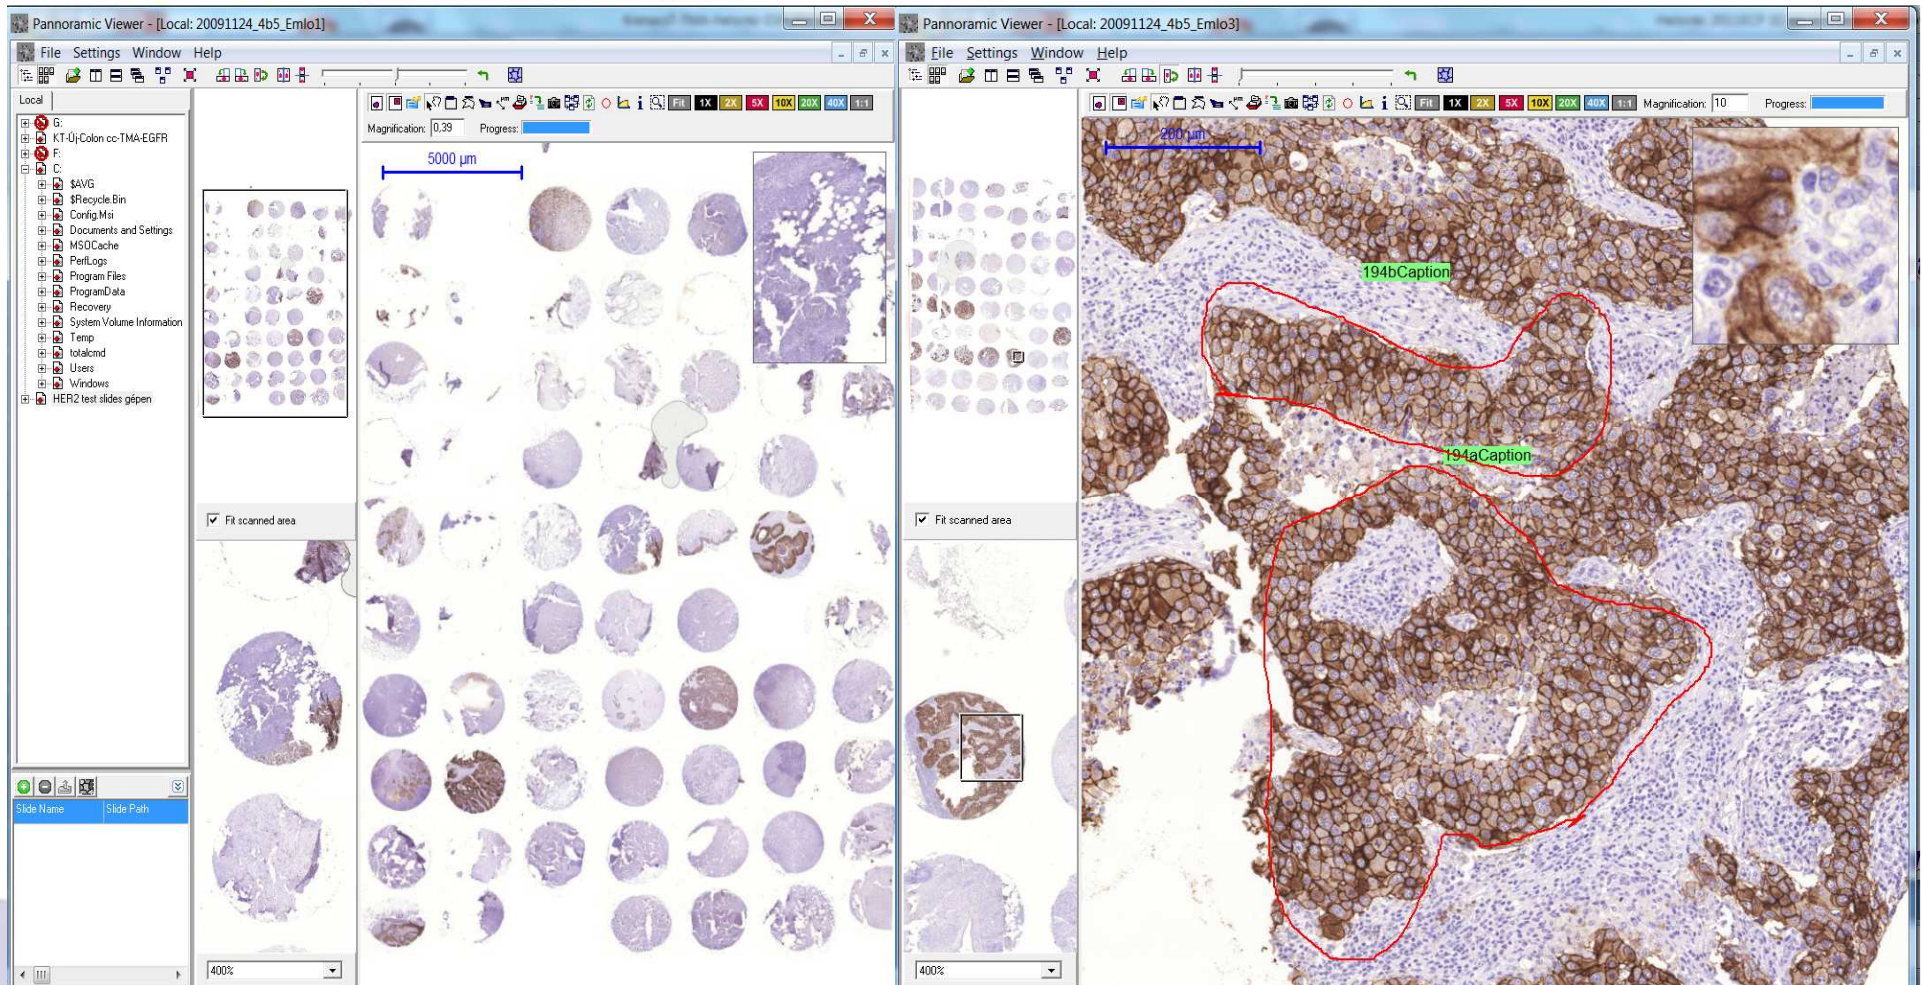 Pannoramic Viewer - [Local: 20091124_4b5_Emlo1]
File Settings Window Help
Local
G:
KT-Új-Colon cc-TMA-EGFR
F:
C:
$AVG
$Recycle.Bin
Config.Msi
Documents and Settings
MSOCache
PerfLogs
Program Files
ProgramData
Recovery
System Volume Information
Temp
totalcmd
Users
Windows
HER2 test slides gépen
Slide Name Slide Path
Fit scanned area
400%
Fit 1X 2X 5X 10X 20X 40X 1:1
Magnification: 0,39 Progress:
5000 µm
Pannoramic Viewer - [Local: 20091124_4b5_Emlo3]
File Settings Window Help
Fit 1X 2X 5X 10X 20X 40X 1:1 Magnification: 10 Progress:
Fit scanned area
400%
200 µm
194bCaption
194aCaption